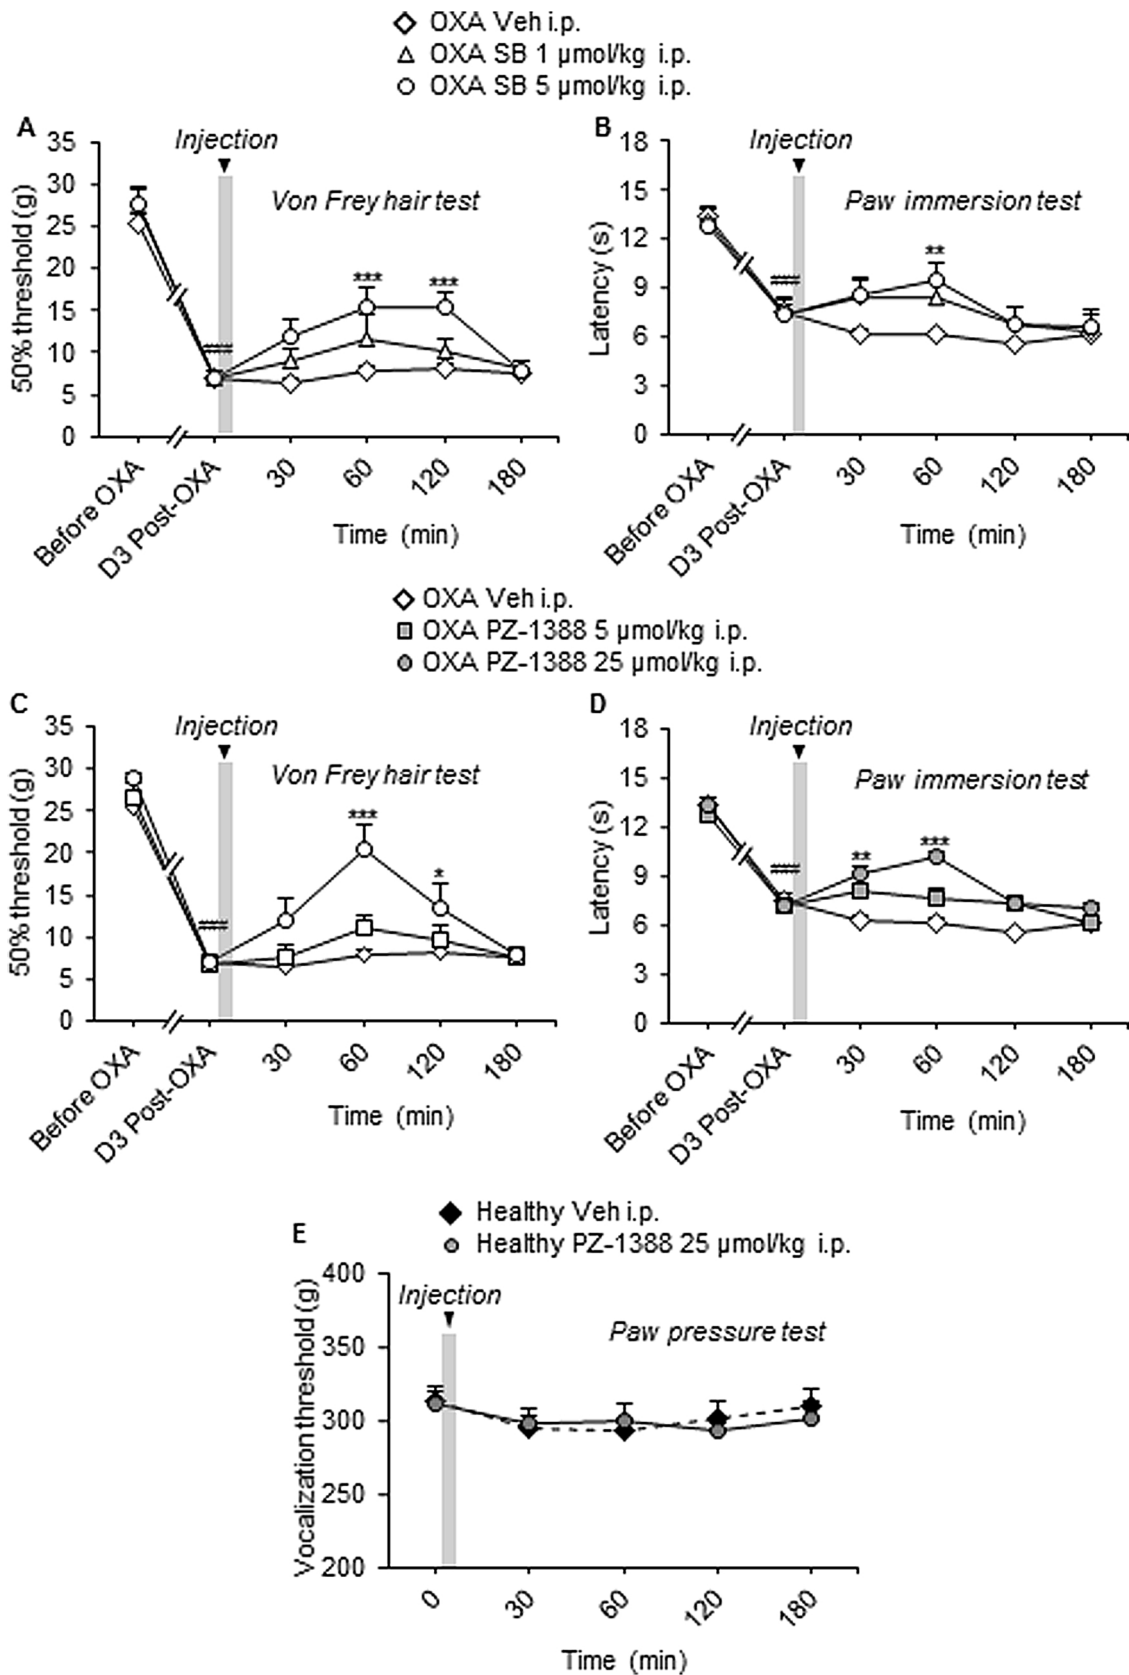 OXA Veh i.p.
OXA SB 1 µmol/kg i.p.
OXA SB 5 µmol/kg i.p.
A
Injection
Von Frey hair test
50% threshold (g)
35
30
25
20
15
10
5
0
###
***
***
Before OXA
D3 Post-OXA
30
60
120
180
Time (min)
B
Injection
Paw immersion test
Latency (s)
18
15
12
9
6
3
0
###
**
Before OXA
D3 Post-OXA
30
60
120
180
Time (min)
OXA Veh i.p.
OXA PZ-1388 5 µmol/kg i.p.
OXA PZ-1388 25 µmol/kg i.p.
C
Injection
Von Frey hair test
50% threshold (g)
35
30
25
20
15
10
5
0
###
***
*
Before OXA
D3 Post-OXA
30
60
120
180
Time (min)
D
Injection
Paw immersion test
Latency (s)
18
15
12
9
6
3
0
###
**
***
Before OXA
D3 Post-OXA
30
60
120
180
Time (min)
Healthy Veh i.p.
Healthy PZ-1388 25 µmol/kg i.p.
E
Injection
Paw pressure test
Vocalization threshold (g)
400
350
300
250
200
0
30
60
120
180
Time (min)